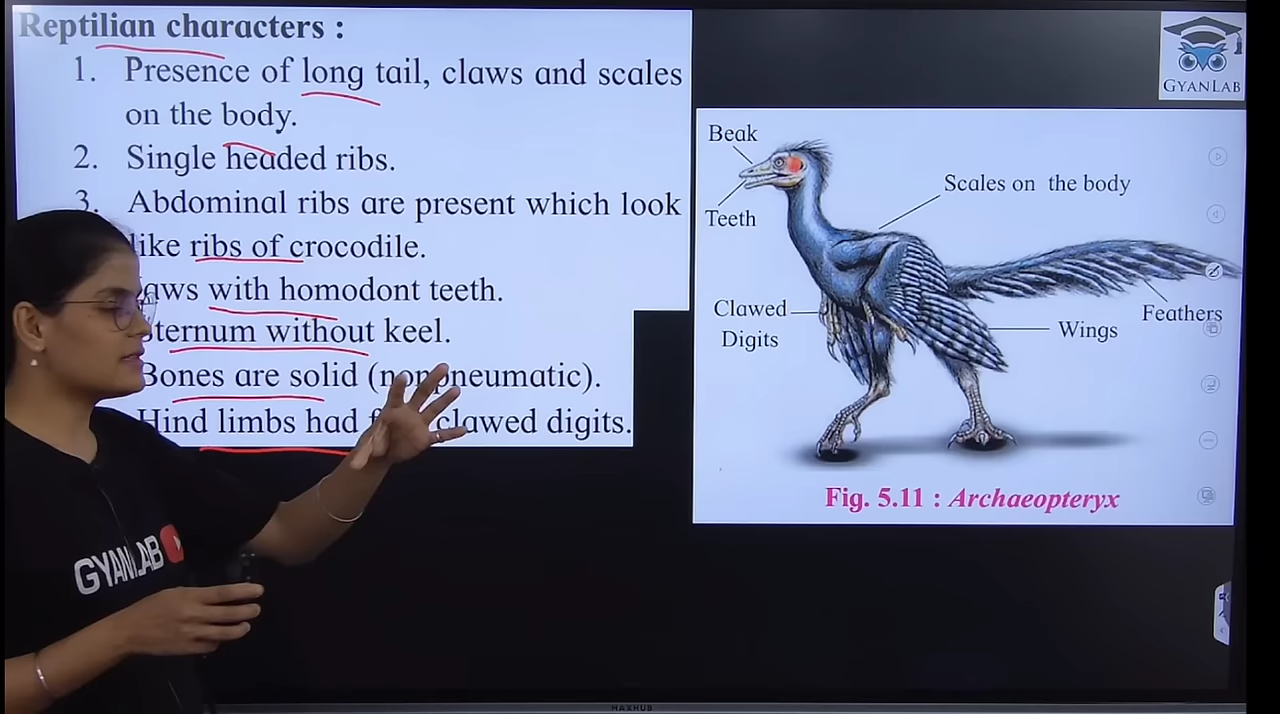 Reptilian characters :
1. Presence of long tail, claws and scales
on the body.
2. Single headed ribs.
3. Abdominal ribs are present which look
like ribs of crocodile.
with homodont teeth.
without keel.
Bones are solid (nonpneumatic).
Hind limbs had clawed digits.
GYANLAB
Beak
Teeth
Scales on the body
Clawed
Digits
Wings
Feathers
Fig. 5.11 : Archaeopteryx
GYANLAB
MAXHUB